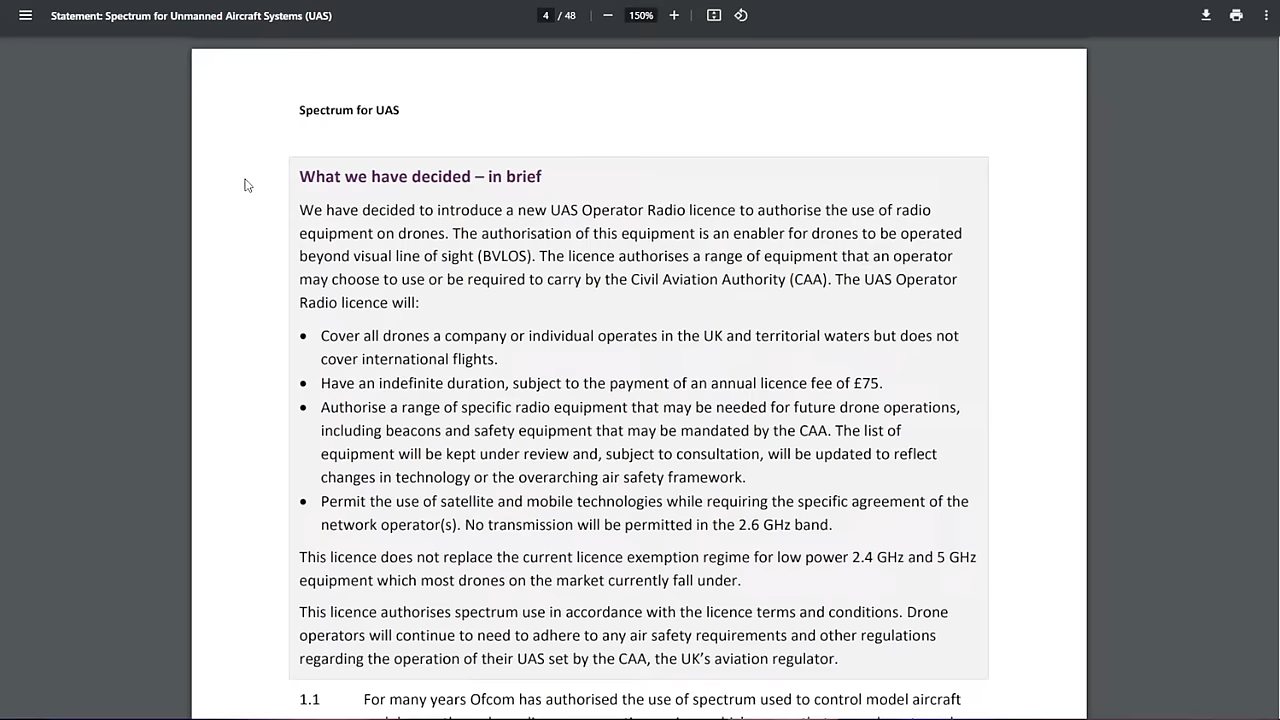 Statement: Spectrum for Unmanned Aircraft Systems (UAS)
4 / 48
150%
Spectrum for UAS
What we have decided – in brief
We have decided to introduce a new UAS Operator Radio licence to authorise the use of radio
equipment on drones. The authorisation of this equipment is an enabler for drones to be operated
beyond visual line of sight (BVLOS). The licence authorises a range of equipment that an operator
may choose to use or be required to carry by the Civil Aviation Authority (CAA). The UAS Operator
Radio licence will:
• Cover all drones a company or individual operates in the UK and territorial waters but does not
cover international flights.
• Have an indefinite duration, subject to the payment of an annual licence fee of £75.
• Authorise a range of specific radio equipment that may be needed for future drone operations,
including beacons and safety equipment that may be mandated by the CAA. The list of
equipment will be kept under review and, subject to consultation, will be updated to reflect
changes in technology or the overarching air safety framework.
• Permit the use of satellite and mobile technologies while requiring the specific agreement of the
network operator(s). No transmission will be permitted in the 2.6 GHz band.
This licence does not replace the current licence exemption regime for low power 2.4 GHz and 5 GHz
equipment which most drones on the market currently fall under.
This licence authorises spectrum use in accordance with the licence terms and conditions. Drone
operators will continue to need to adhere to any air safety requirements and other regulations
regarding the operation of their UAS set by the CAA, the UK's aviation regulator.
1.1 For many years Ofcom has authorised the use of spectrum used to control model aircraft